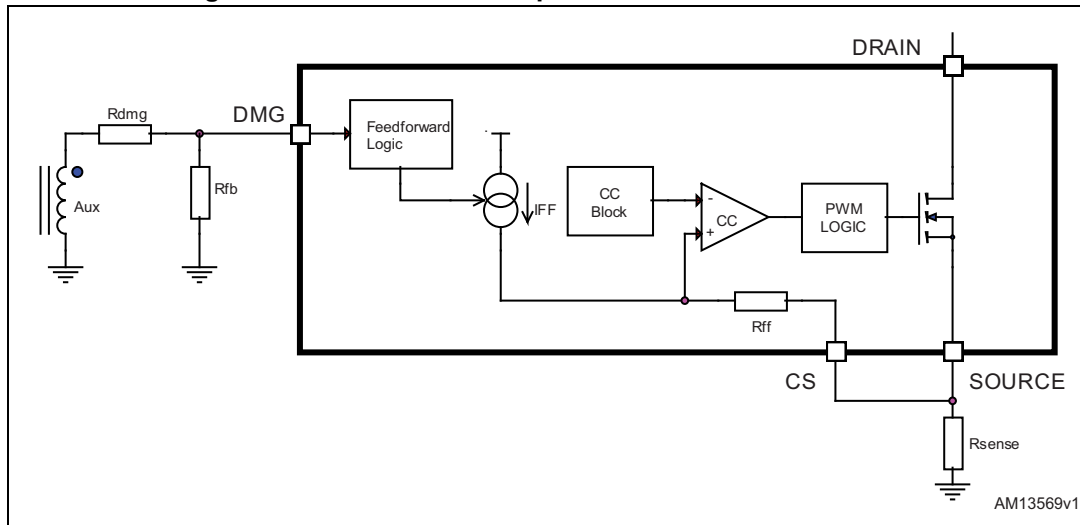 DRAIN
DMG
Rdmg
Feedforward
Logic
Rfb
Aux
IFF
CC
Block
-
+
CC
PWM
LOGIC
Rff
CS
SOURCE
Rsense
AM13569v1